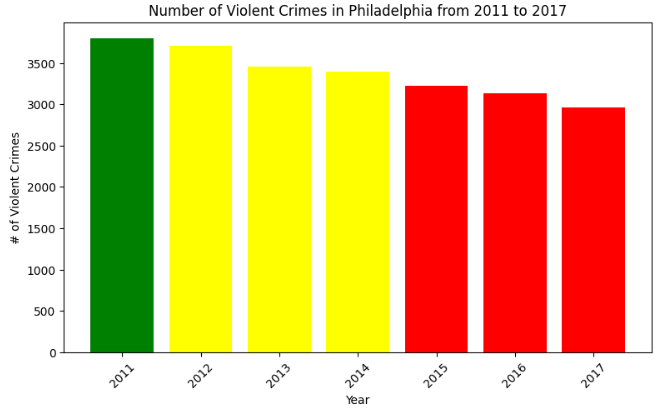 Number of Violent Crimes in Philadelphia from 2011 to 2017
# of Violent Crimes
3500
3000
2500
2000
1500
1000
500
0
2011 2012 2013 2014 2015 2016 2017
Year